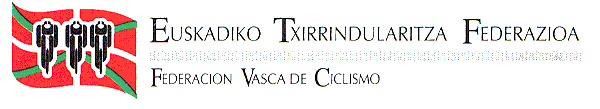 Euskadiko Txirrindularitza Federazioa
Federacion Vasca de Ciclismo